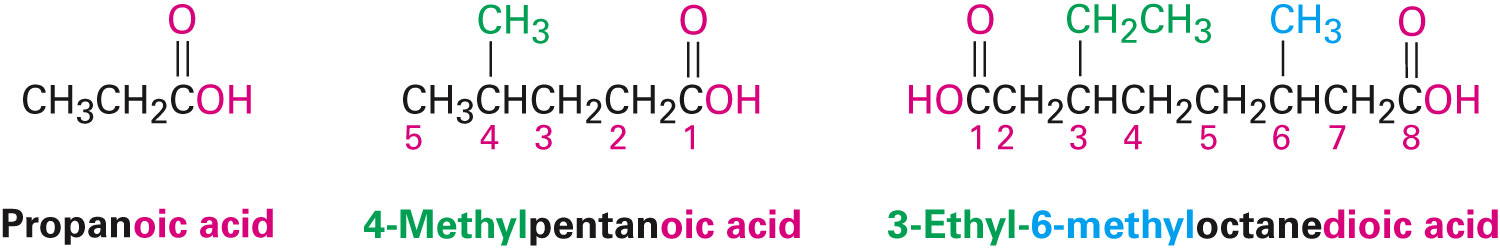 O CH3 O O CH2CH3 CH3 O
CH3CH2COH CH3CHCH2CH2COH HOCCH2CHCH2CH2CHCH2COH
5 4 3 2 1 1 2 3 4 5 6 7 8
Propanoic acid 4-Methylpentanoic acid 3-Ethyl-6-methyloctanedioic acid